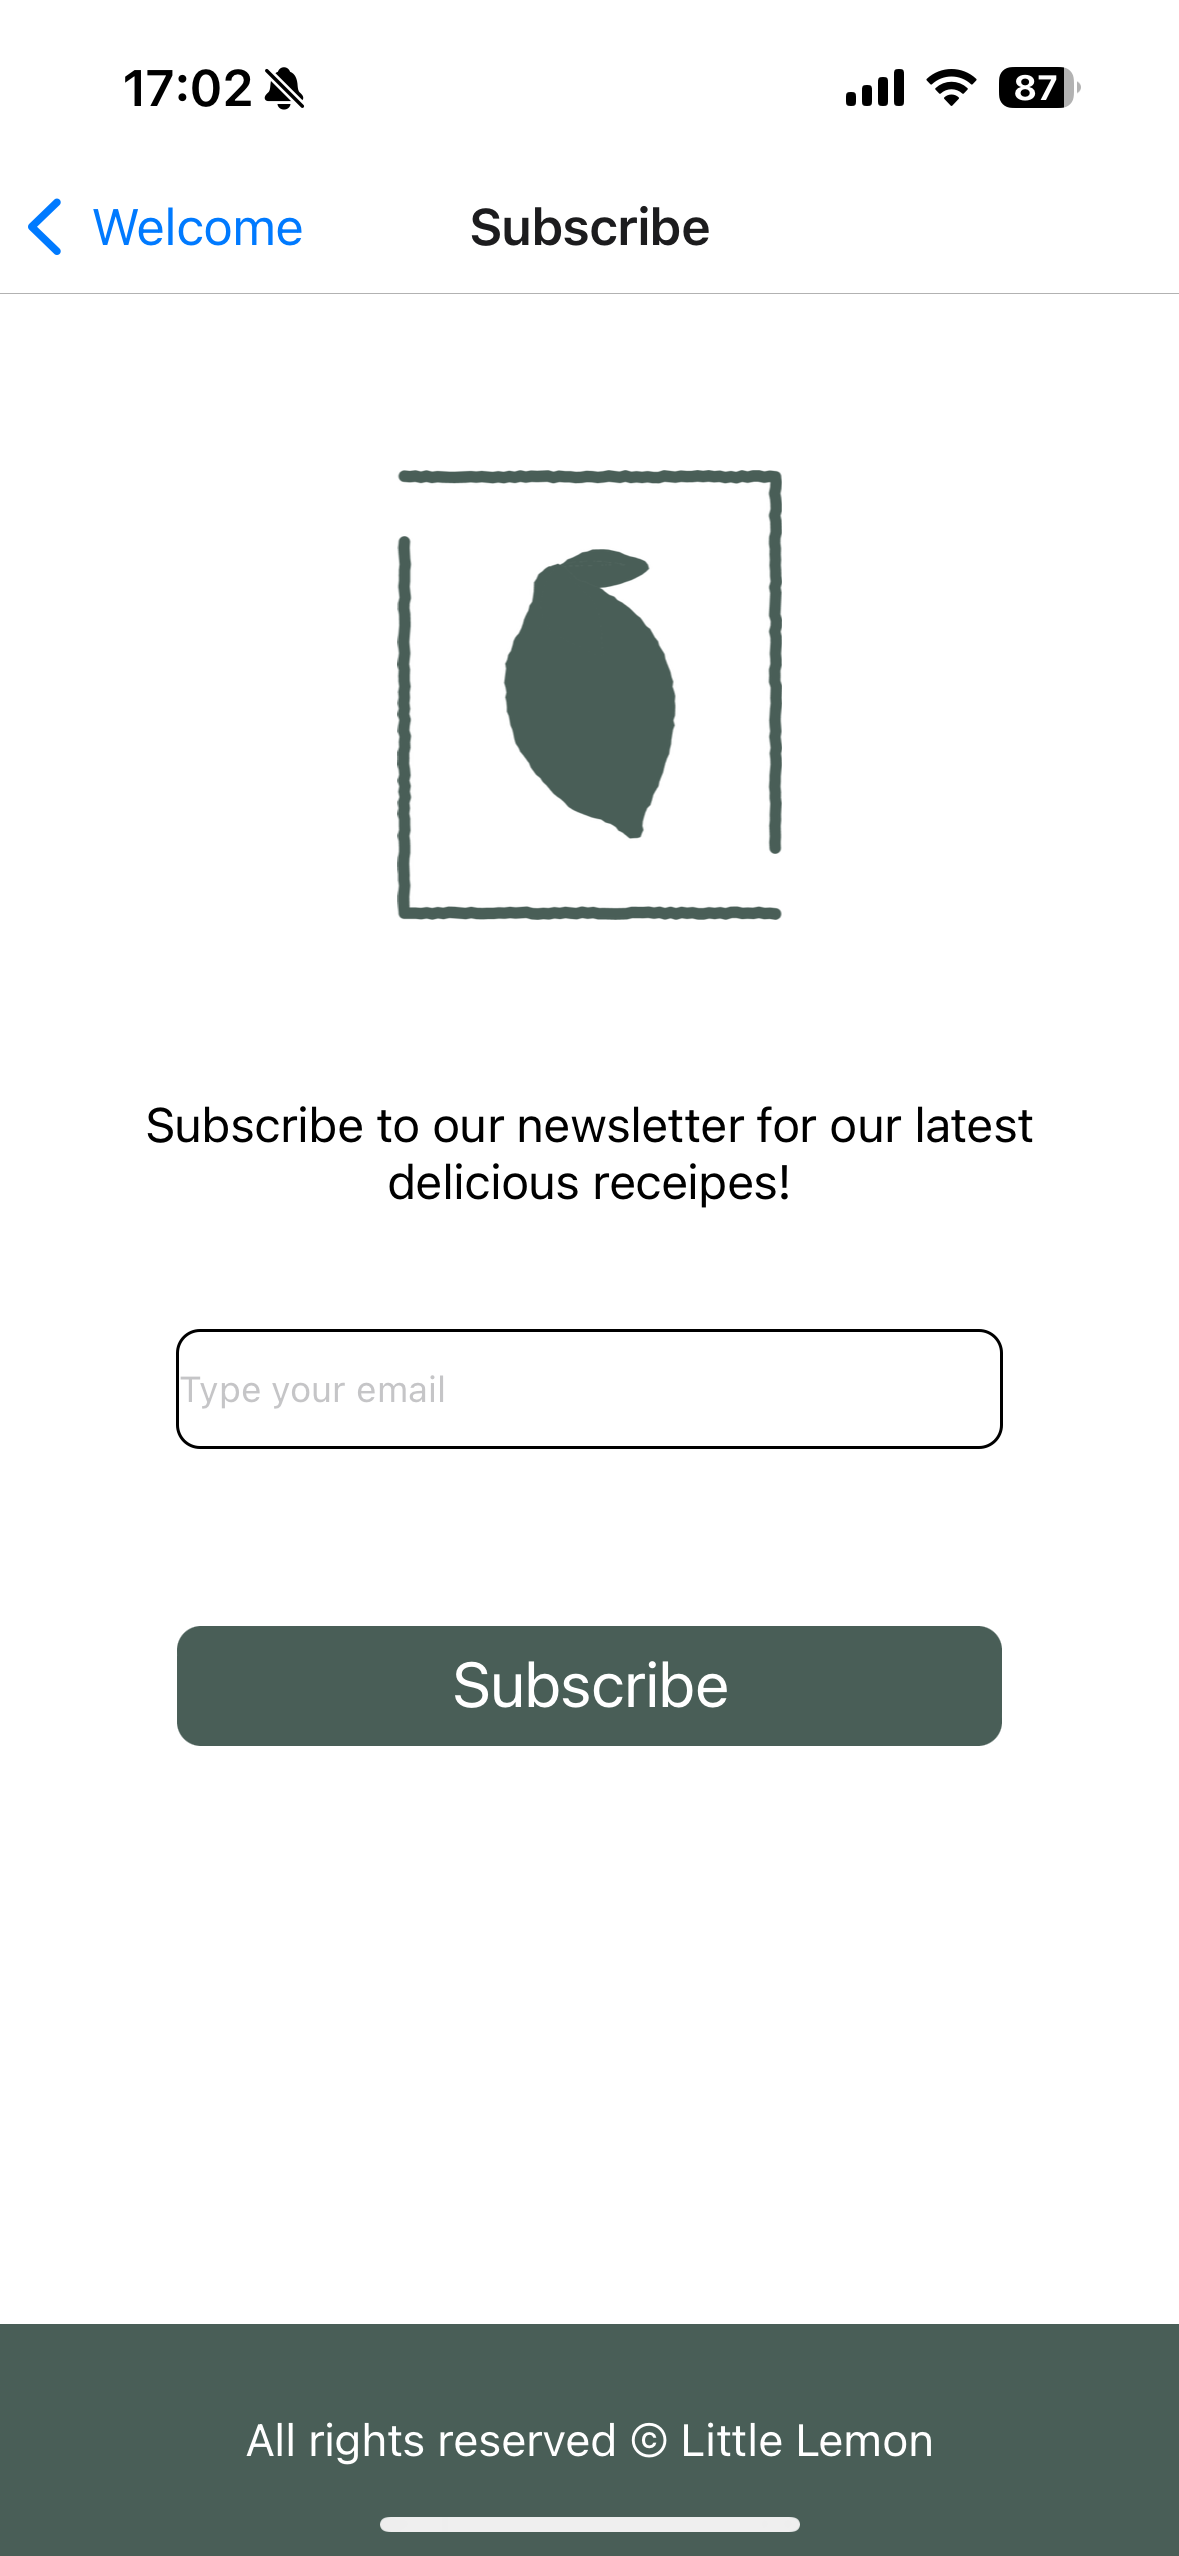 17:02
87
Welcome
Subscribe
Subscribe to our newsletter for our latest
delicious receipes!
Type your email
Subscribe
All rights reserved © Little Lemon